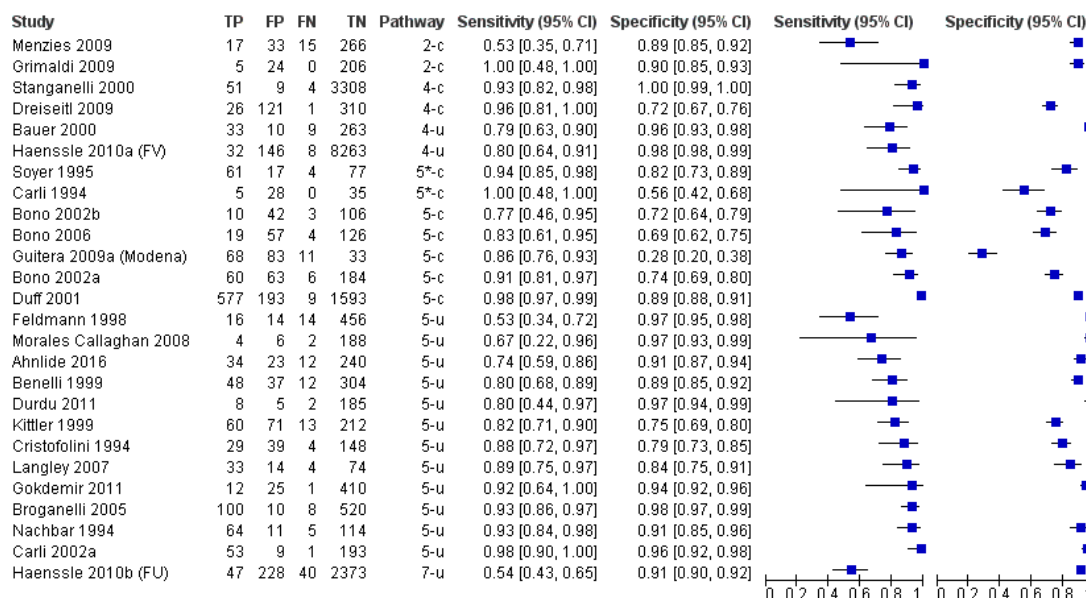 Study TP FP FN TN Pathway Sensitivity (95% CI) Specificity (95% CI) Sensitivity (95% CI) Specificity (95% CI)
Menzies 2009 17 33 15 266 2-c 0.53 [0.35, 0.71] 0.89 [0.85, 0.92]
Grimaldi 2009 5 24 0 206 2-c 1.00 [0.48, 1.00] 0.90 [0.85, 0.93]
Stanganelli 2000 51 9 4 3308 4-c 0.93 [0.82, 0.98] 1.00 [0.99, 1.00]
Dreiseitl 2009 26 121 1 310 4-c 0.96 [0.81, 1.00] 0.72 [0.67, 0.76]
Bauer 2000 33 10 9 263 4-u 0.79 [0.63, 0.90] 0.96 [0.93, 0.98]
Haenssle 2010a (FV) 32 146 8 8263 4-u 0.80 [0.64, 0.91] 0.98 [0.98, 0.99]
Soyer 1995 61 17 4 77 5*-c 0.94 [0.85, 0.98] 0.82 [0.73, 0.89]
Carli 1994 5 28 0 35 5*-c 1.00 [0.48, 1.00] 0.56 [0.42, 0.68]
Bono 2002b 10 42 3 106 5-c 0.77 [0.46, 0.95] 0.72 [0.64, 0.79]
Bono 2006 19 57 4 126 5-c 0.83 [0.61, 0.95] 0.69 [0.62, 0.75]
Guitera 2009a (Modena) 68 83 11 33 5-c 0.86 [0.76, 0.93] 0.28 [0.20, 0.38]
Bono 2002a 60 63 6 184 5-c 0.91 [0.81, 0.97] 0.74 [0.69, 0.80]
Duff 2001 577 193 9 1593 5-c 0.98 [0.97, 0.99] 0.89 [0.88, 0.91]
Feldmann 1998 16 14 14 456 5-u 0.53 [0.34, 0.72] 0.97 [0.95, 0.98]
Morales Callaghan 2008 4 6 2 188 5-u 0.67 [0.22, 0.96] 0.97 [0.93, 0.99]
Ahnlide 2016 34 23 12 240 5-u 0.74 [0.59, 0.86] 0.91 [0.87, 0.94]
Benelli 1999 48 37 12 304 5-u 0.80 [0.68, 0.89] 0.89 [0.85, 0.92]
Durdu 2011 8 5 2 185 5-u 0.80 [0.44, 0.97] 0.97 [0.94, 0.99]
Kittler 1999 60 71 13 212 5-u 0.82 [0.71, 0.90] 0.75 [0.69, 0.80]
Cristofolini 1994 29 39 4 148 5-u 0.88 [0.72, 0.97] 0.79 [0.73, 0.85]
Langley 2007 33 14 4 74 5-u 0.89 [0.75, 0.97] 0.84 [0.75, 0.91]
Gokdemir 2011 12 25 1 410 5-u 0.92 [0.64, 1.00] 0.94 [0.92, 0.96]
Broganelli 2005 100 10 8 520 5-u 0.93 [0.86, 0.97] 0.98 [0.97, 0.99]
Nachbar 1994 64 11 5 114 5-u 0.93 [0.84, 0.98] 0.91 [0.85, 0.96]
Carli 2002a 53 9 1 193 5-u 0.98 [0.90, 1.00] 0.96 [0.92, 0.98]
Haenssle 2010b (FU) 47 228 40 2373 7-u 0.54 [0.43, 0.65] 0.91 [0.90, 0.92]
0 0.2 0.4 0.6 0.8 1 0 0.2 0.4 0.6 0.8